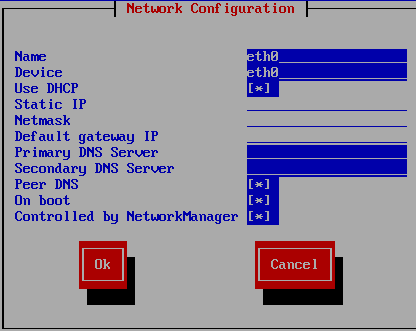 Network Configuration
Name eth0
Device eth0
Use DHCP [*]
Static IP
Netmask
Default gateway IP
Primary DNS Server
Secondary DNS Server
Peer DNS [*]
On boot [*]
Controlled by NetworkManager [*]
Ok Cancel